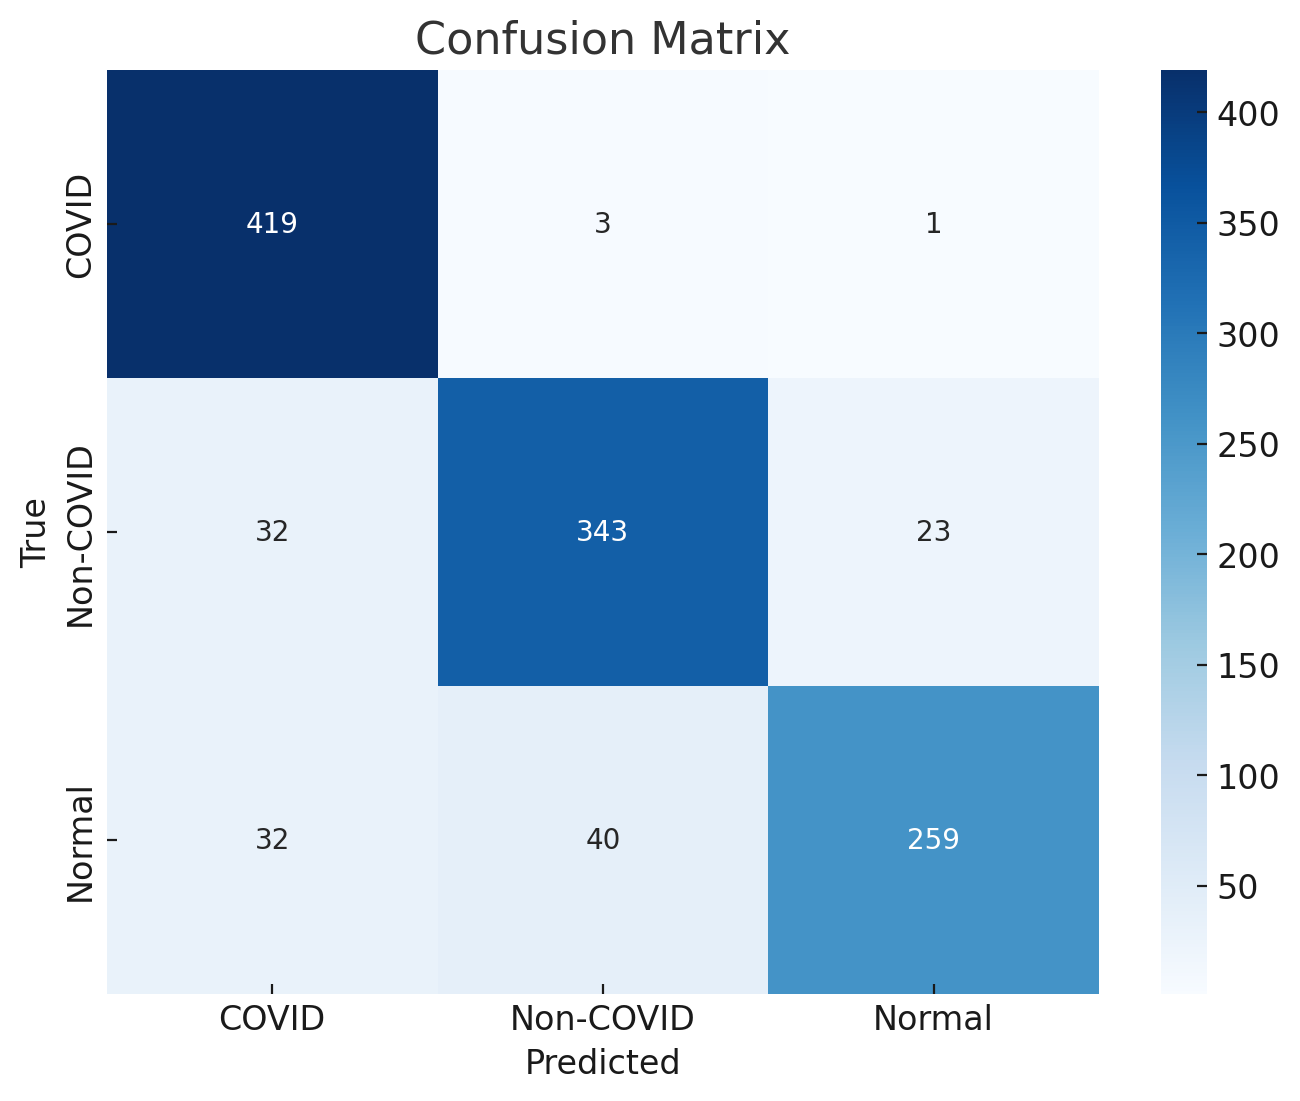 Confusion Matrix
True
COVID
419 3 1
Non-COVID
32 343 23
Normal
32 40 259
COVID Non-COVID Normal
Predicted
400
350
300
250
200
150
100
50